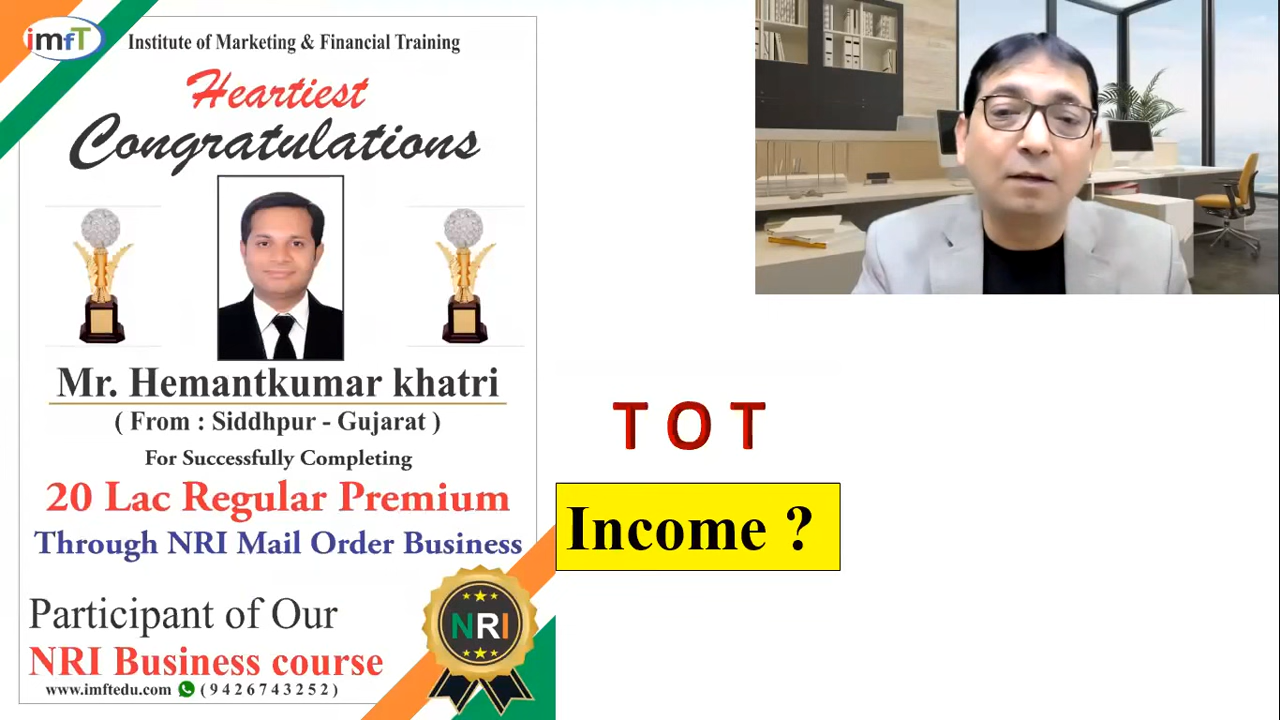 imfT
Institute of Marketing & Financial Training
Heartiest
Congratulations
Mr. Hemantkumar khatri
( From : Siddhpur - Gujarat )
For Successfully Completing
20 Lac Regular Premium
Through NRI Mail Order Business
Participant of Our
NRI Business course
www.imftedu.com (9426743252)
NRI
TOT
Income ?